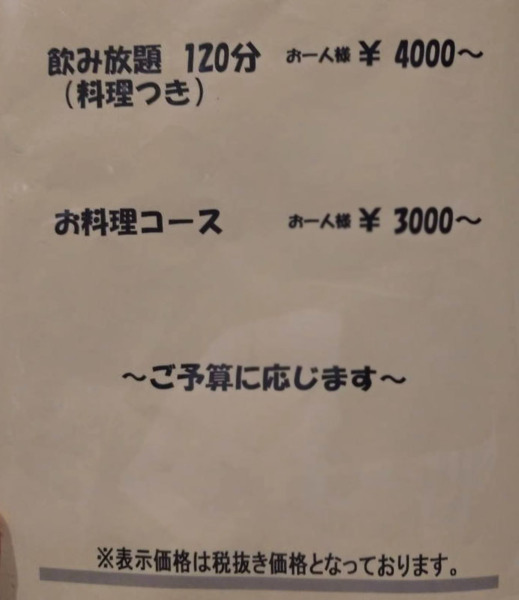 飲み放題 120分 お一人様 ¥ 4000～
（料理つき）
お料理コース お一人様 ¥ 3000～
～ご予算に応じます～
※表示価格は税抜き価格となっております。